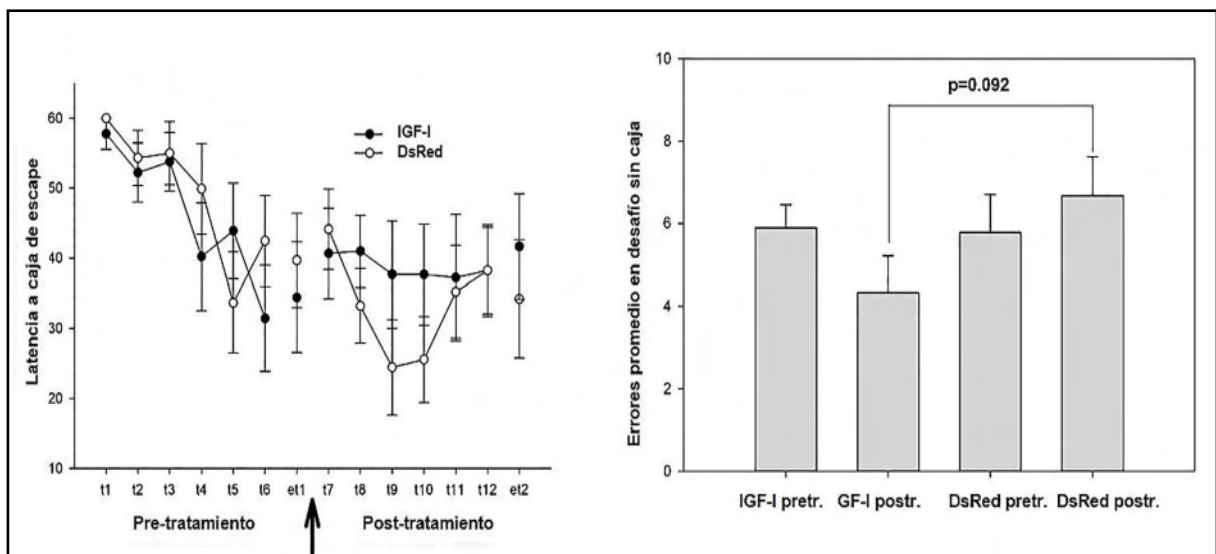 Latencia a caja de escape
60
50
40
30
20
10
IGF-I
DsRed
t1 t2 t3 t4 t5 t6 et1 t7 t8 t9 t10 t11 t12 et2
Pre-tratamiento Post-tratamiento
Errores promedio en desafío sin caja
10
8
6
4
2
0
p=0.092
IGF-I pretr. GF-I postr. DsRed pretr. DsRed postr.